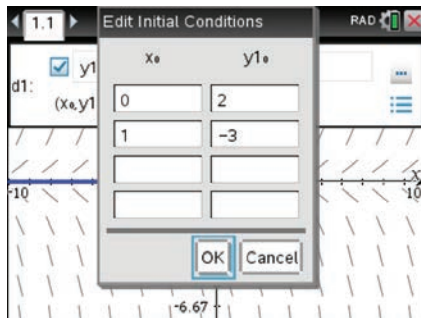 1.1
Edit Initial Conditions
RAD
x₀ y1₀
y1
d1:
(x₀,y1
0 2
1 -3
x
-10 10
OK Cancel
-6.67